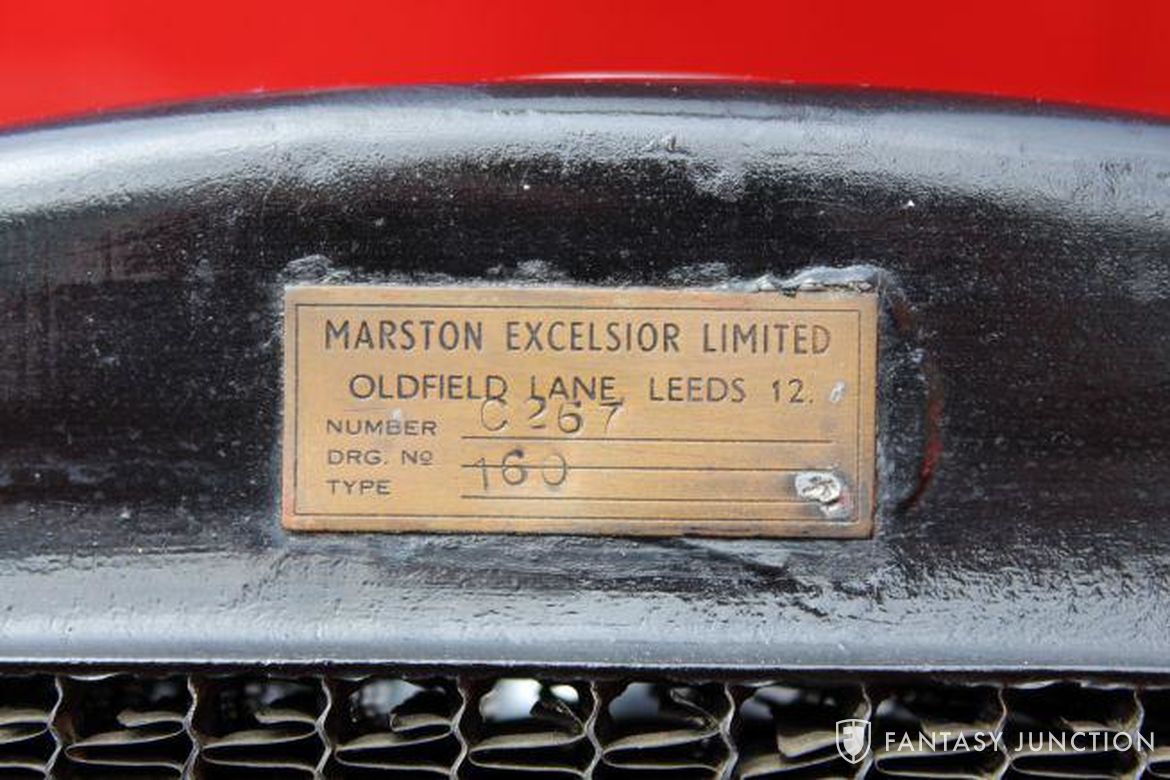 MARSTON EXCELSIOR LIMITED
OLDFIELD LANE, LEEDS 12.
NUMBER C267
DRG. Nº
TYPE 160
FANTASY JUNCTION